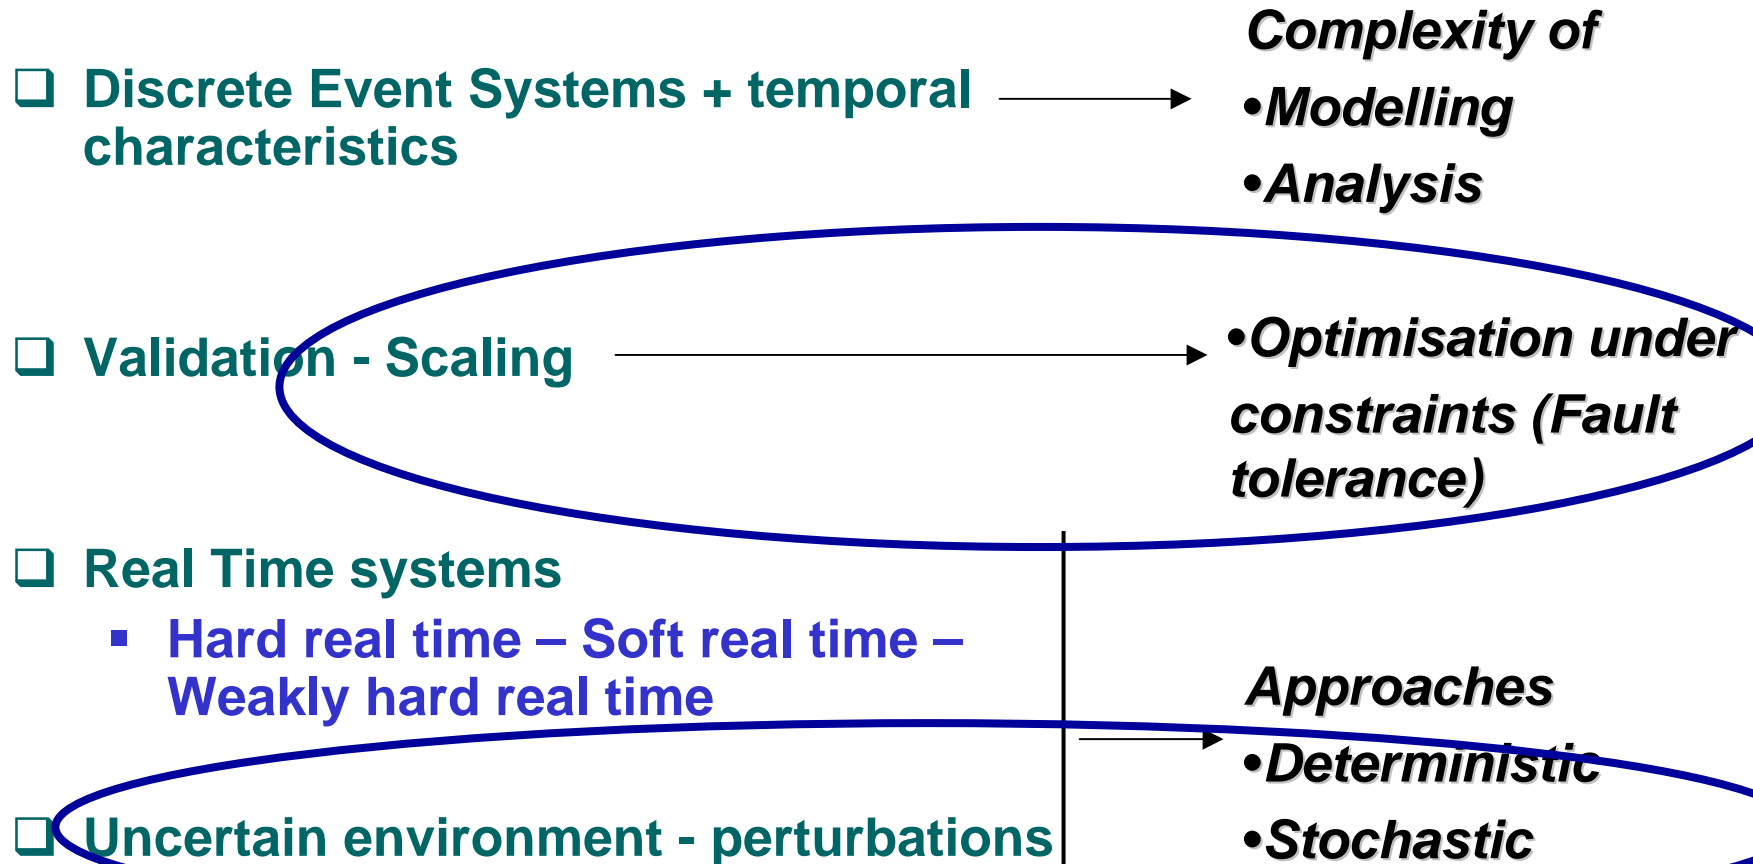 Complexity of
❑ Discrete Event Systems + temporal
characteristics
•Modelling
•Analysis
❑ Validation - Scaling
•Optimisation under
constraints (Fault
tolerance)
❑ Real Time systems
▪ Hard real time – Soft real time –
Weakly hard real time
Approaches
•Deterministic
•Stochastic
❑ Uncertain environment - perturbations